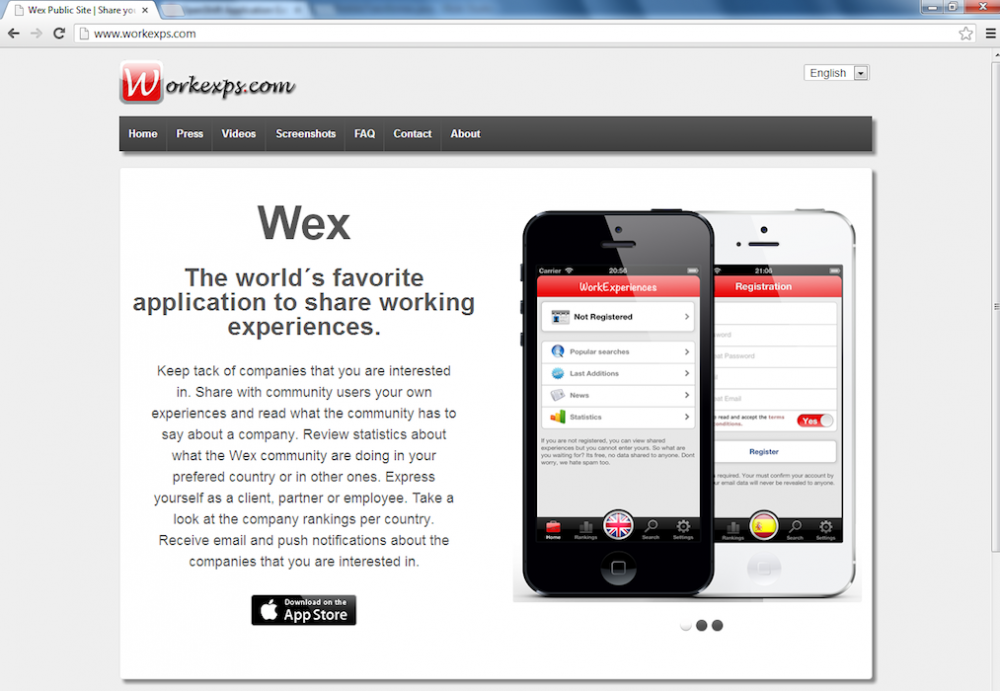 Wex Public Site | Share you
www.workexps.com
Workexps.com
English
Home Press Videos Screenshots FAQ Contact About
Wex
The world´s favorite
application to share working
experiences.
Keep tack of companies that you are interested
in. Share with community users your own
experiences and read what the community has to
say about a company. Review statistics about
what the Wex community are doing in your
prefered country or in other ones. Express
yourself as a client, partner or employee. Take a
look at the company rankings per country.
Receive email and push notifications about the
companies that you are interested in.
Download on the
App Store
Carrier 20:56
WorkExperiences
Not Registered
Popular searches
Last Additions
News
Statistics
If you are not registered, you can view shared
experiences but you cannot enter yours. So what are
you waiting for? Its free, no data shared to anyone. Dont
worry, we hate spam too.
Home Rankings Search Settings
21:06
Registration
Password
Email
read and accept the terms
conditions.
Yes
Register
required. Your must confirm your account by
email data will never be revealed to anyone.
Rankings Search Settings